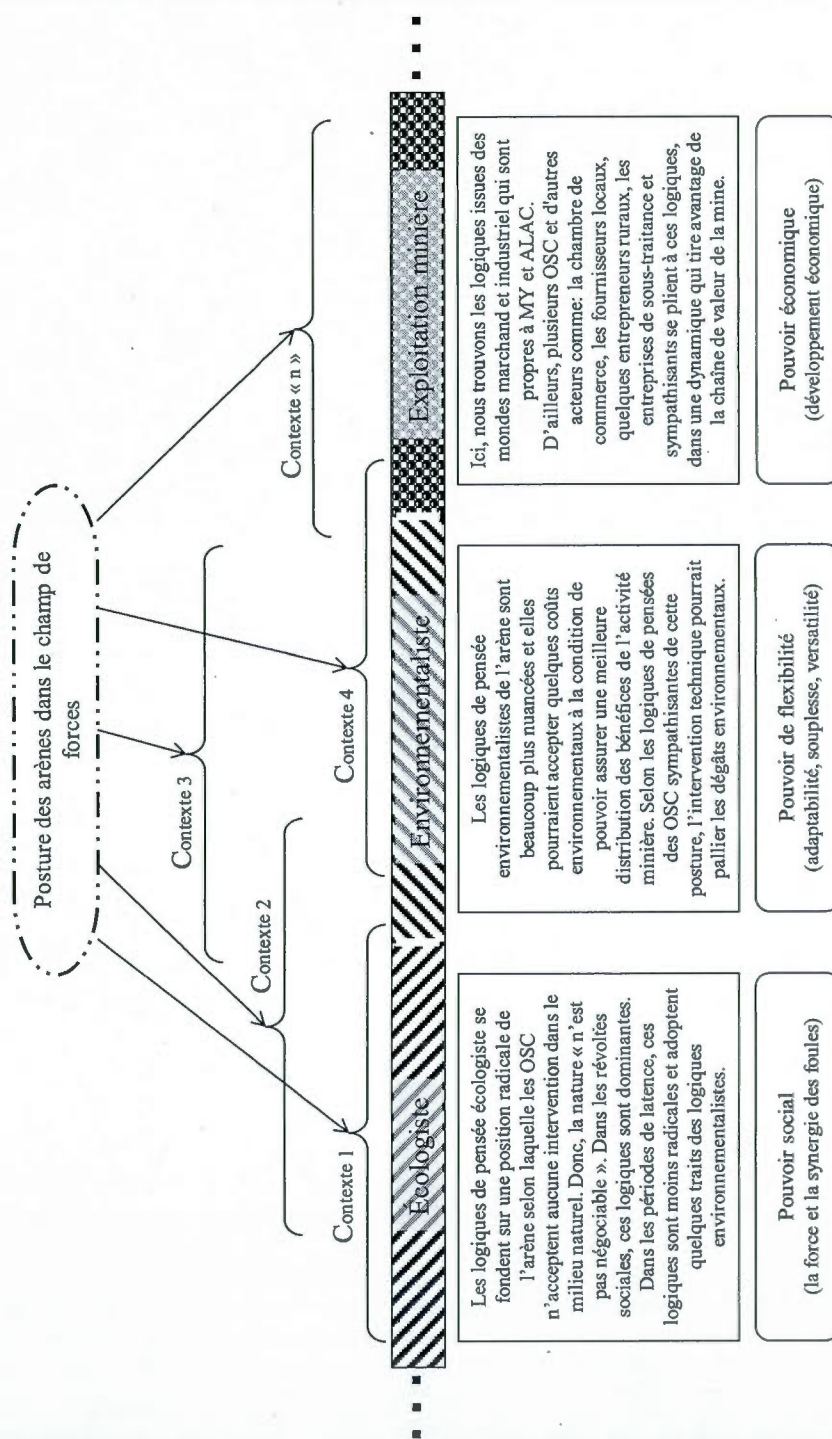 Posture des arènes dans le champ de
forces
Contexte 1
Contexte 2
Contexte 3
Contexte 4
Contexte « n »
Écologiste
Environnementaliste
Exploitation minière
Les logiques de pensée écologiste se
fondent sur une position radicale de
l’arène selon laquelle les OSC
n’acceptent aucune intervention dans le
milieu naturel. Donc, la nature « n’est
pas négociable ». Dans les révoltes
sociales, ces logiques sont dominantes.
Dans les périodes de latence, ces
logiques sont moins radicales et adoptent
quelques traits des logiques
environnementalistes.
Les logiques de pensée
environnementalistes de l’arène sont
beaucoup plus nuancées et elles
pourraient accepter quelques coûts
environnementaux à la condition de
pouvoir assurer une meilleure
distribution des bénéfices de l’activité
minière. Selon les logiques de pensées
des OSC sympathisantes de cette
posture, l’intervention technique pourrait
pallier les dégâts environnementaux.
Ici, nous trouvons les logiques issues des
mondes marchand et industriel qui sont
propres à MY et ALAC.
D’ailleurs, plusieurs OSC et d'autres
acteurs comme: la chambre de
commerce, les fournisseurs locaux,
quelques entrepreneurs ruraux, les
entreprises de sous-traitance et
sympathisants se plient à ces logiques,
dans une dynamique qui tire avantage de
la chaîne de valeur de la mine.
Pouvoir social
(la force et la synergie des foules)
Pouvoir de flexibilité
(adaptabilité, souplesse, versatilité)
Pouvoir économique
(développement économique)